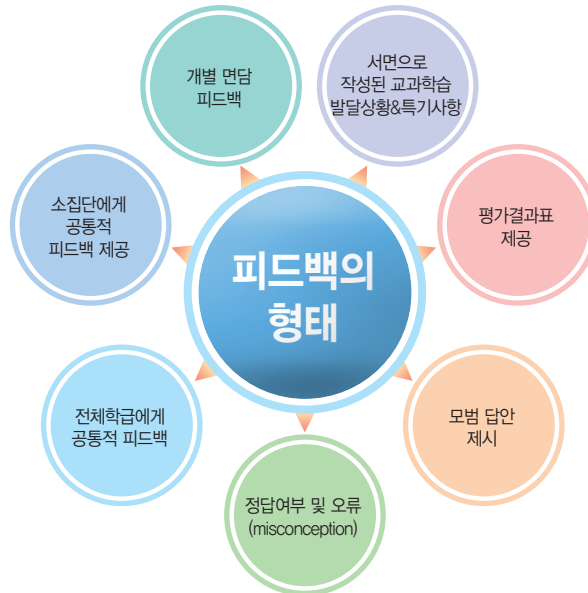 피드백의
형태
개별 면담
피드백
서면으로
작성된 교과학습
발달상황&특기사항
평가결과표
제공
모범 답안
제시
정답여부 및 오류
(misconception)
전체학급에게
공통적 피드백
소집단에게
공통적
피드백 제공